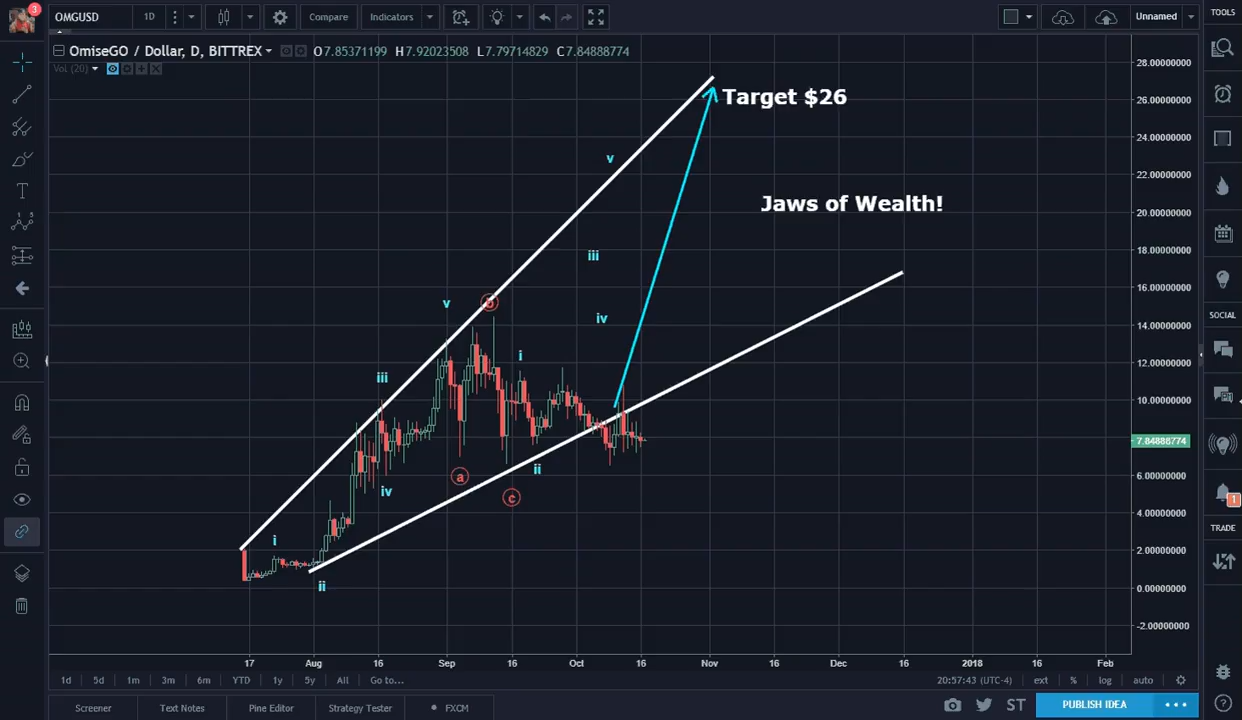 3
OMGUSD 1D Compare Indicators Unnamed TOOLS
OmiseGO / Dollar, D, BITTREX O7.85371199 H7.92023508 L7.79714829 C7.84888774
Vol (20)
28.00000000
Target $26
26.00000000
24.00000000
v
22.00000000
Jaws of Wealth!
20.00000000
iii
18.00000000
16.00000000
v b
iv
14.00000000
SOCIAL
i
12.00000000
iii
10.00000000
7.84888774
ii
a
6.00000000
iv c
1
4.00000000
TRADE
i
2.00000000
ii
0.00000000
-2.00000000
17 Aug 16 Sep 16 Oct 16 Nov 16 Dec 16 2018 16 Feb
1d 5d 1m 3m 6m YTD 1y 5y All Go to... 20:57:43 (UTC-4) ext % log auto
Screener Text Notes Pine Editor Strategy Tester FXCM ST PUBLISH IDEA